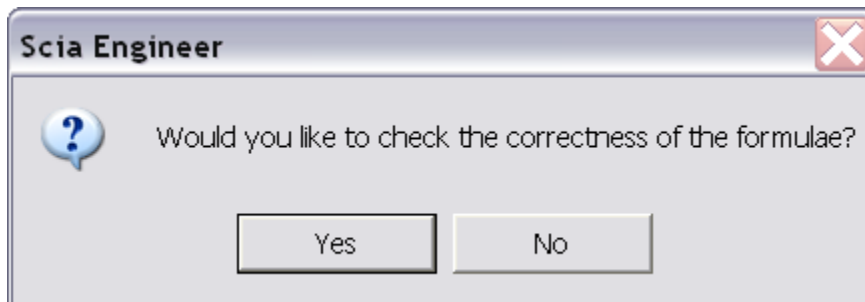 Scia Engineer
Would you like to check the correctness of the formulae?
Yes No